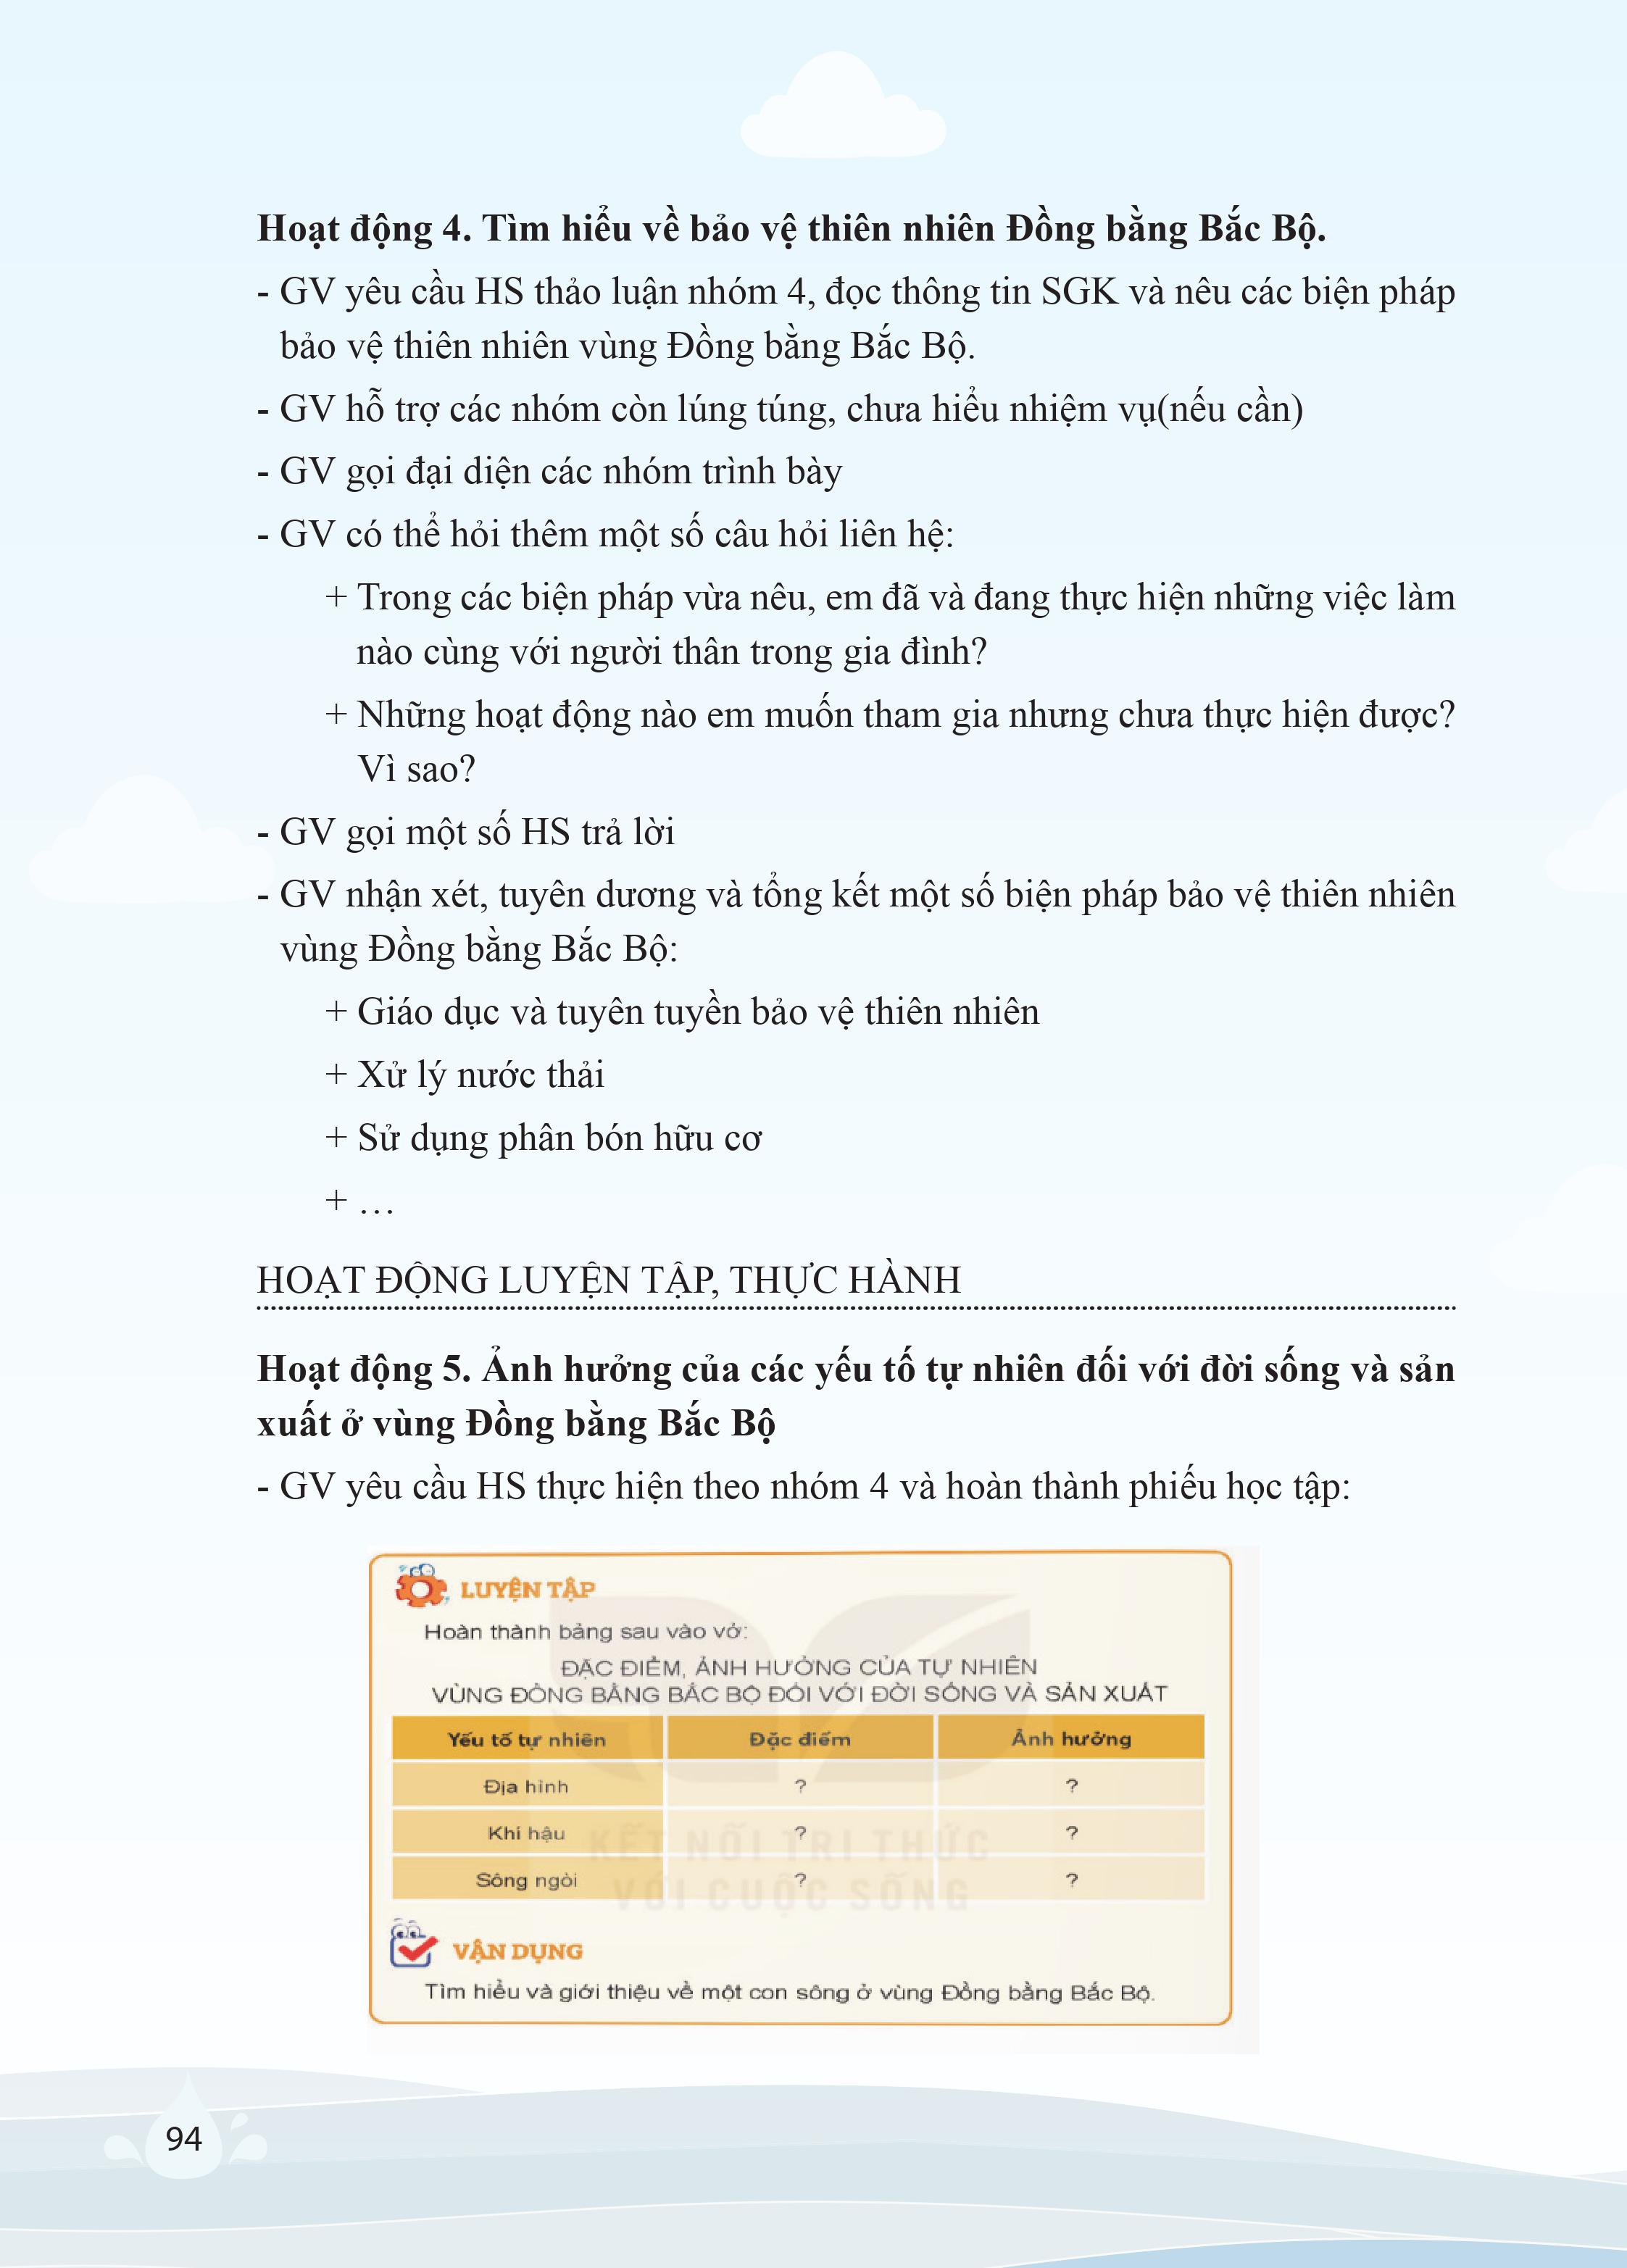 Hoạt động 4. Tìm hiểu về bảo vệ thiên nhiên Đồng bằng Bắc Bộ.
- GV yêu cầu HS thảo luận nhóm 4, đọc thông tin SGK và nêu các biện pháp
bảo vệ thiên nhiên vùng Đồng bằng Bắc Bộ.
- GV hỗ trợ các nhóm còn lúng túng, chưa hiểu nhiệm vụ(nếu cần)
- GV gọi đại diện các nhóm trình bày
- GV có thể hỏi thêm một số câu hỏi liên hệ:
+ Trong các biện pháp vừa nêu, em đã và đang thực hiện những việc làm
nào cùng với người thân trong gia đình?
+ Những hoạt động nào em muốn tham gia nhưng chưa thực hiện được?
Vì sao?
- GV gọi một số HS trả lời
- GV nhận xét, tuyên dương và tổng kết một số biện pháp bảo vệ thiên nhiên
vùng Đồng bằng Bắc Bộ:
+ Giáo dục và tuyên tuyền bảo vệ thiên nhiên
+ Xử lý nước thải
+ Sử dụng phân bón hữu cơ
+ …
HOẠT ĐỘNG LUYỆN TẬP, THỰC HÀNH
Hoạt động 5. Ảnh hưởng của các yếu tố tự nhiên đối với đời sống và sản
xuất ở vùng Đồng bằng Bắc Bộ
- GV yêu cầu HS thực hiện theo nhóm 4 và hoàn thành phiếu học tập:
LUYỆN TẬP
Hoàn thành bảng sau vào vở:
ĐẶC ĐIỂM, ẢNH HƯỞNG CỦA TỰ NHIÊN
VÙNG ĐỒNG BẰNG BẮC BỘ ĐỐI VỚI ĐỜI SỐNG VÀ SẢN XUẤT
Yếu tố tự nhiên Đặc điểm Ảnh hưởng
Địa hình ? ?
Khí hậu ? ?
Sông ngòi ? ?
KẾT NỐI TRI THỨC
VỚI CUỘC SỐNG
VẬN DỤNG
Tìm hiểu và giới thiệu về một con sông ở vùng Đồng bằng Bắc Bộ.
94